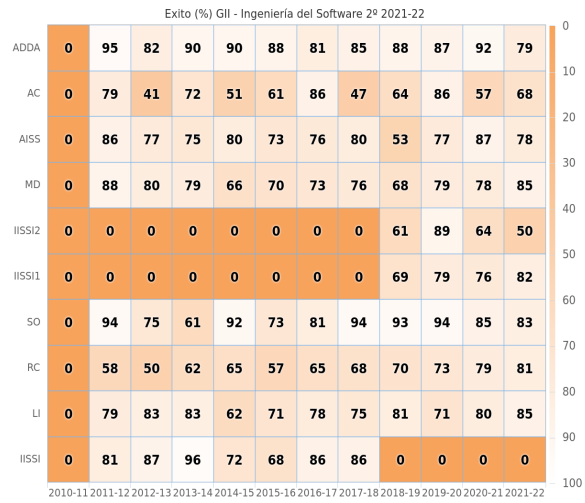 Exito (%) GII - Ingeniería del Software 2º 2021-22
ADDA 0 95 82 90 90 88 81 85 88 87 92 79
AC 0 79 41 72 51 61 86 47 64 86 57 68
AISS 0 86 77 75 80 73 76 80 53 77 87 78
MD 0 88 80 79 66 70 73 76 68 79 78 85
IISSI2 0 0 0 0 0 0 0 0 61 89 64 50
IISSI1 0 0 0 0 0 0 0 0 69 79 76 82
SO 0 94 75 61 92 73 81 94 93 94 85 83
RC 0 58 50 62 65 57 65 68 70 73 79 81
LI 0 79 83 83 62 71 78 75 81 71 80 85
IISSI 0 81 87 96 72 68 86 86 0 0 0 0
2010-11 2011-12 2012-13 2013-14 2014-15 2015-16 2016-17 2017-18 2018-19 2019-20 2020-21 2021-22
0
10
20
30
40
50
60
70
80
90
100